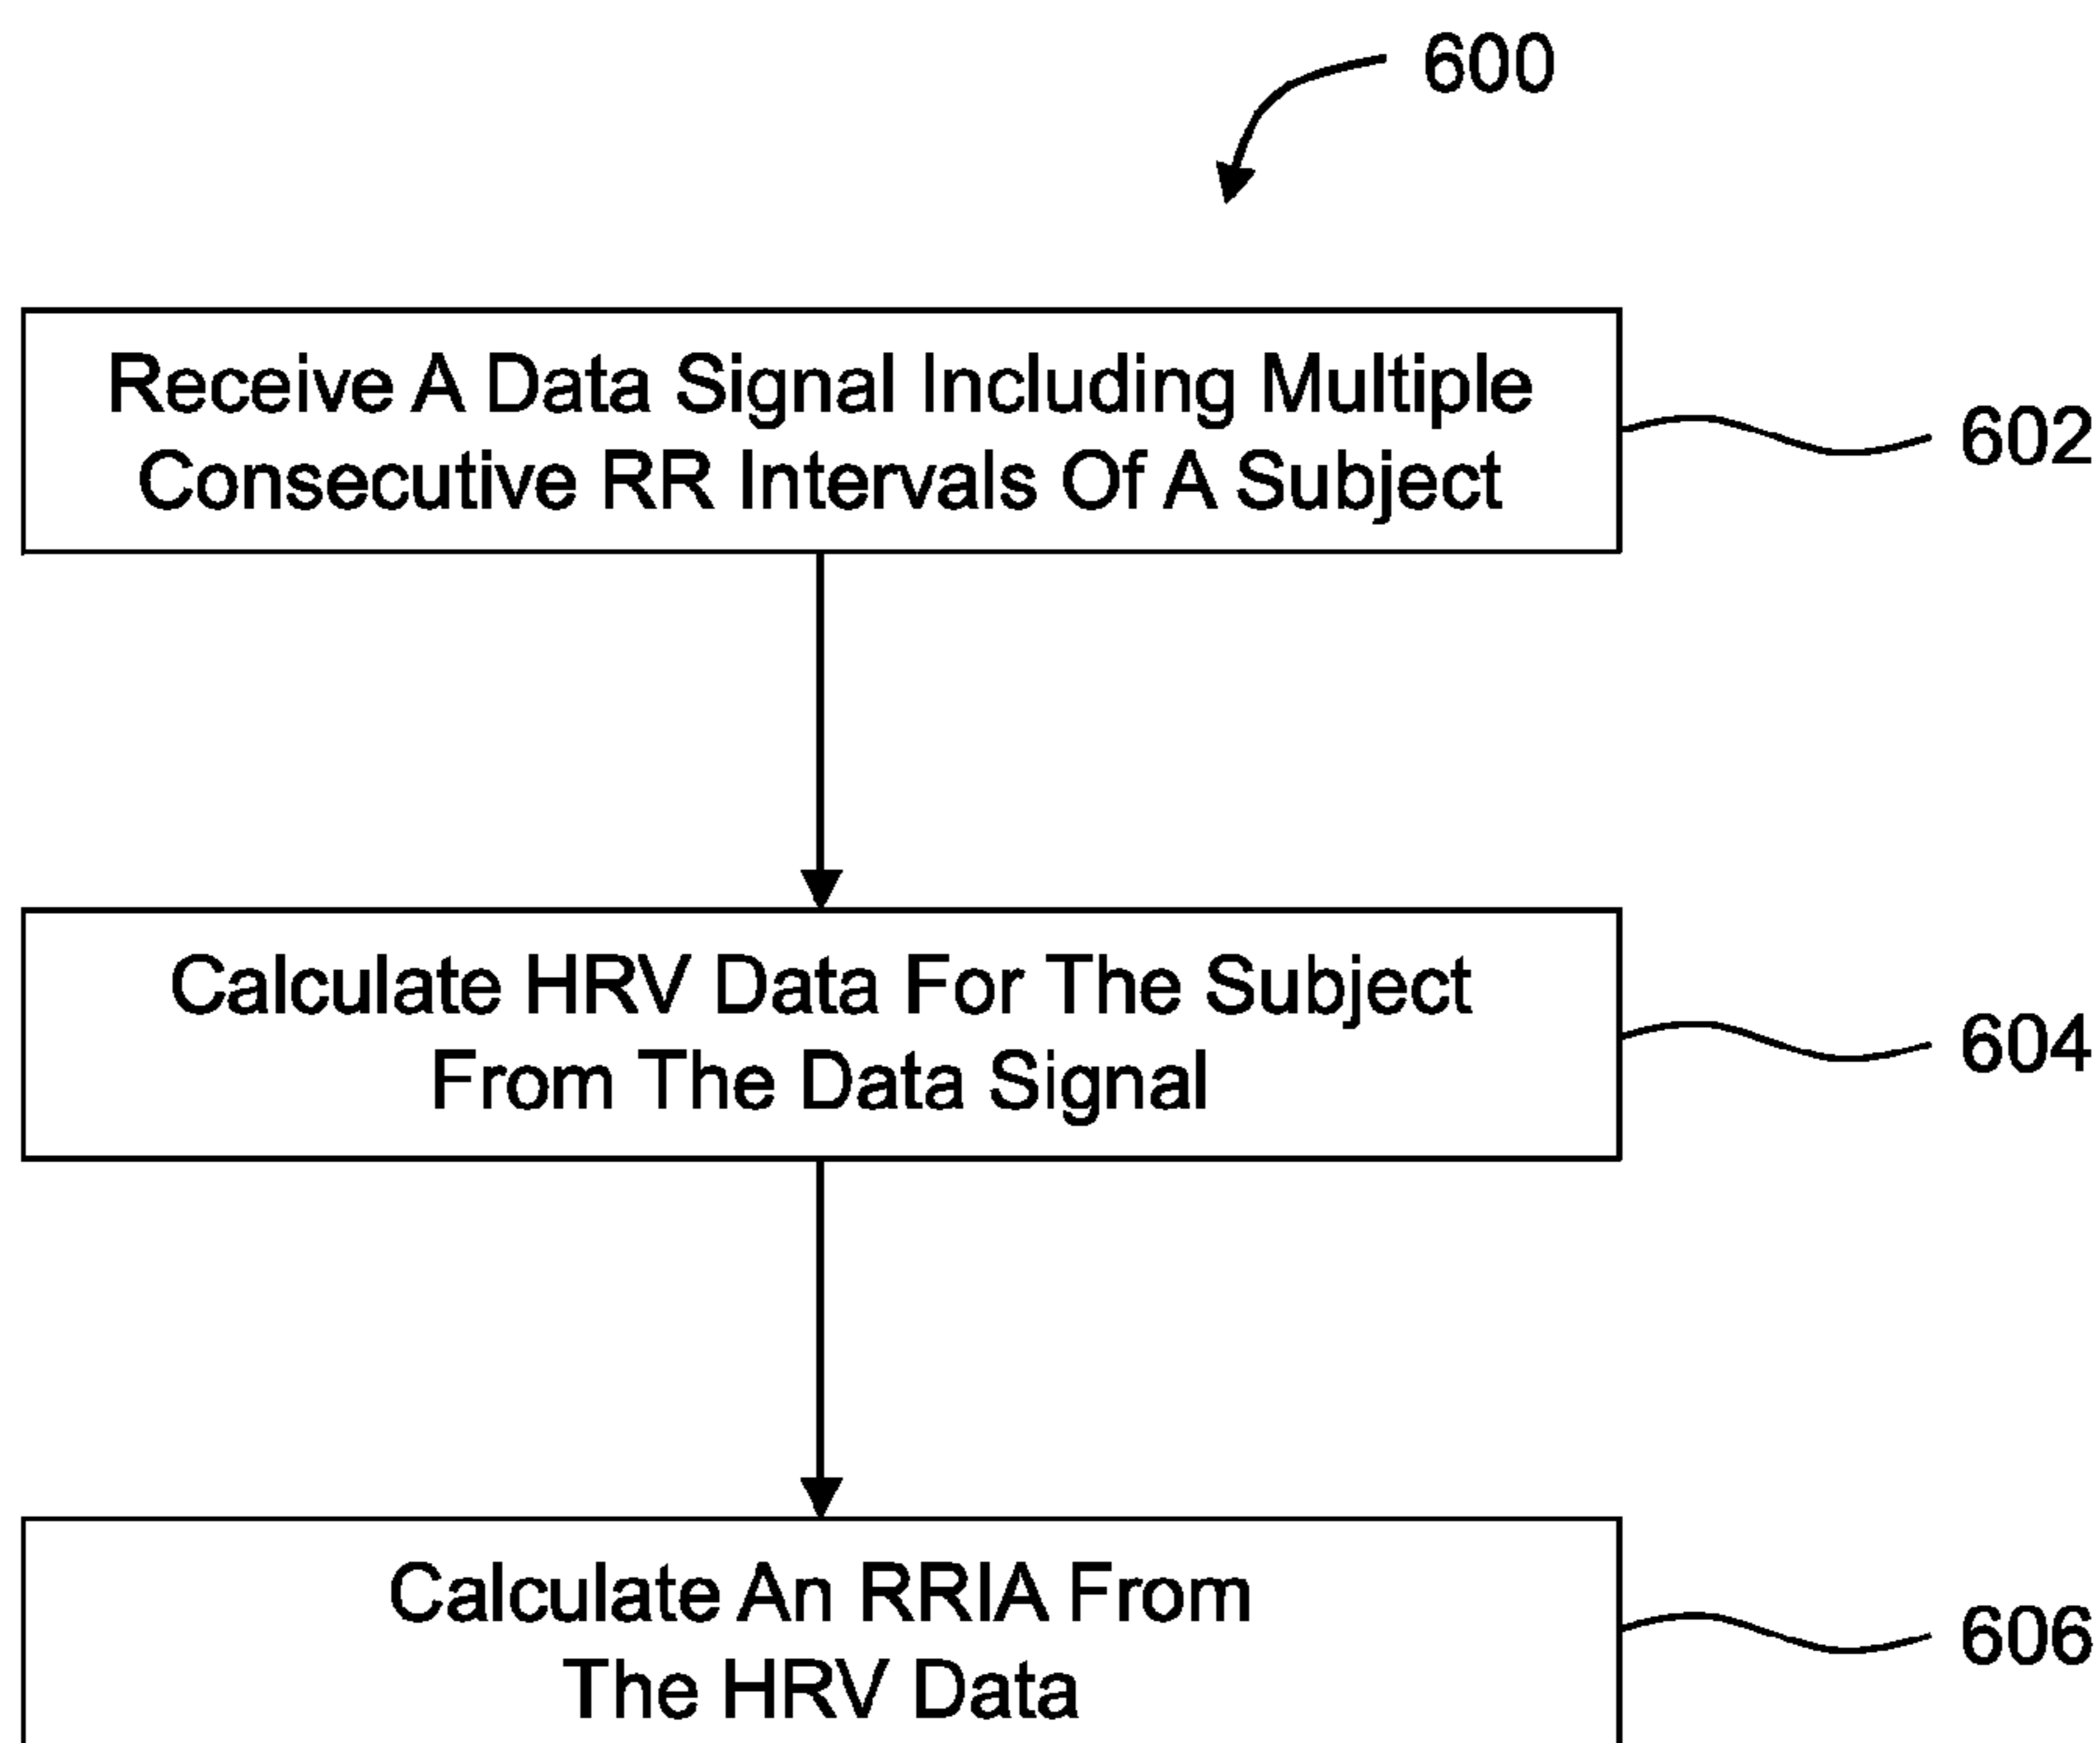 600
Receive A Data Signal Including Multiple
Consecutive RR Intervals Of A Subject
602
Calculate HRV Data For The Subject
From The Data Signal
604
Calculate An RRIA From
The HRV Data
606